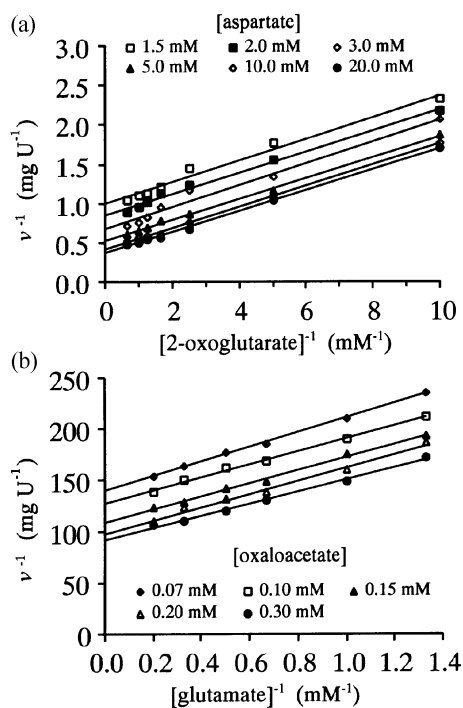 (a)
[aspartate]
1.5 mM 2.0 mM 3.0 mM
5.0 mM 10.0 mM 20.0 mM
3.0
2.5
2.0
1.5
1.0
0.5
0.0
v⁻¹ (mg U⁻¹)
0 2 4 6 8 10
[2-oxoglutarate]⁻¹ (mM⁻¹)
(b)
250
200
150
100
50
0
v⁻¹ (mg U⁻¹)
[oxaloacetate]
0.07 mM 0.10 mM 0.15 mM
0.20 mM 0.30 mM
0.0 0.2 0.4 0.6 0.8 1.0 1.2 1.4
[glutamate]⁻¹ (mM⁻¹)